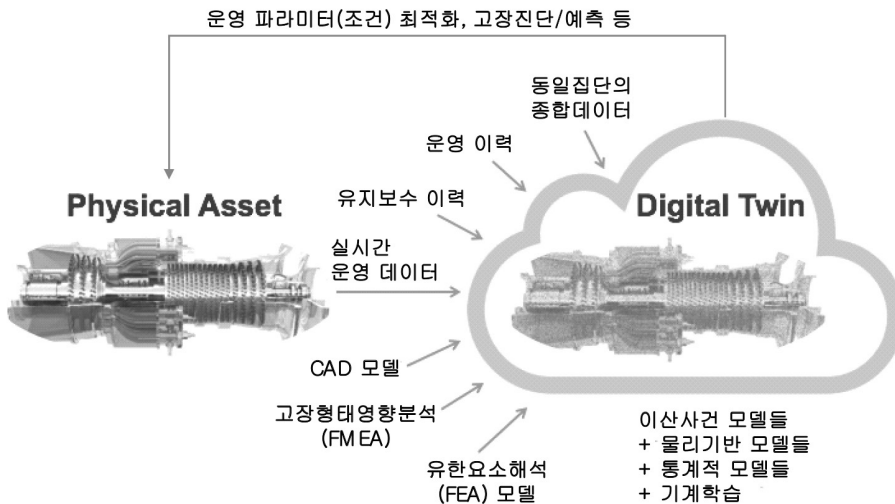 운영 파라미터(조건) 최적화, 고장진단/예측 등
동일집단의
종합데이터
운영 이력
유지보수 이력
Physical Asset
Digital Twin
실시간
운영 데이터
CAD 모델
고장형태영향분석
(FMEA)
유한요소해석
(FEA) 모델
이산사건 모델들
+ 물리기반 모델들
+ 통계적 모델들
+ 기계학습